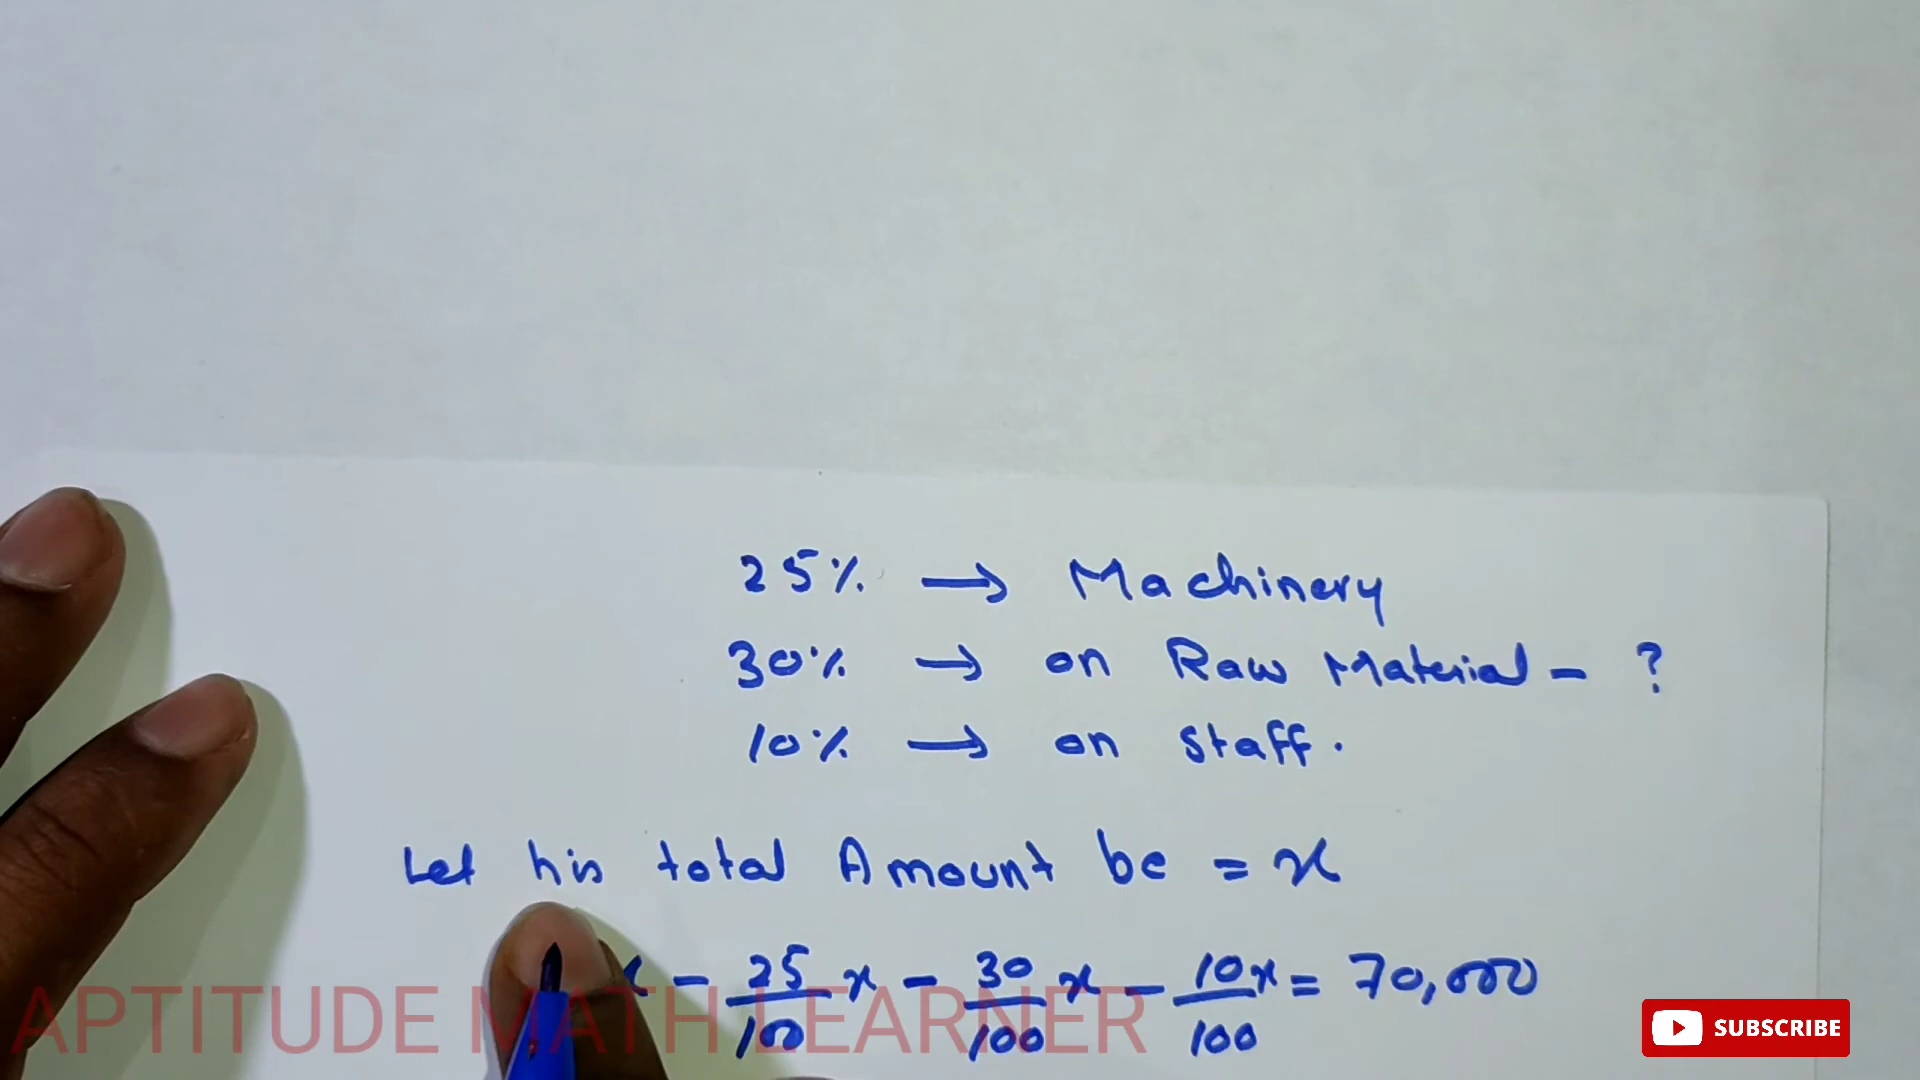 25% → Machinery
30% → on Raw Material - ?
10% → on Staff.
Let his total Amount be = x
x - 25/100 x - 30/100 x - 10/100 x = 70,000
APTITUDE MATH LEARNER
SUBSCRIBE